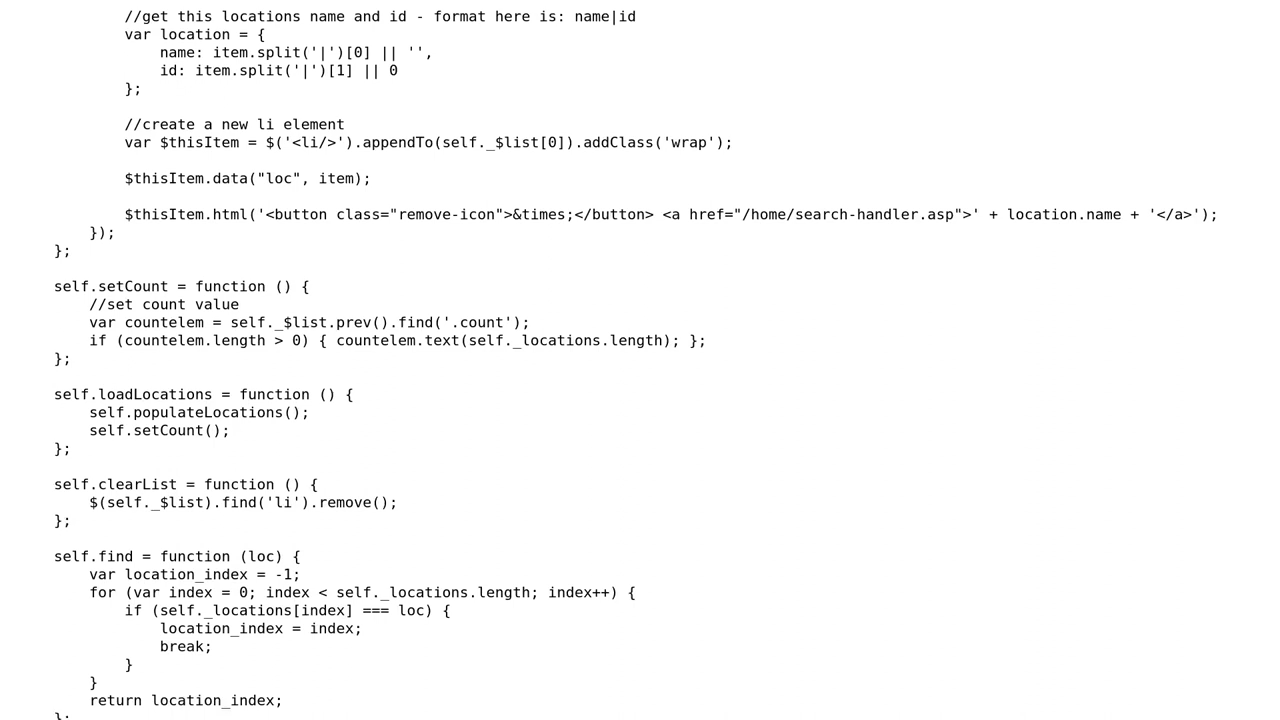 //get this locations name and id - format here is: name|id
var location = {
name: item.split('|')[0] || '',
id: item.split('|')[1] || 0
};
//create a new li element
var $thisItem = $('<li/>').appendTo(self._$list[0]).addClass('wrap');
$thisItem.data("loc", item);
$thisItem.html('<button class="remove-icon">&times;</button> <a href="/home/search-handler.asp">' + location.name + '</a>');
});
};
self.setCount = function () {
//set count value
var countelem = self._$list.prev().find('.count');
if (countelem.length > 0) { countelem.text(self._locations.length); };
};
self.loadLocations = function () {
self.populateLocations();
self.setCount();
};
self.clearList = function () {
$(self._$list).find('li').remove();
};
self.find = function (loc) {
var location_index = -1;
for (var index = 0; index < self._locations.length; index++) {
if (self._locations[index] === loc) {
location_index = index;
break;
}
}
return location_index;
};